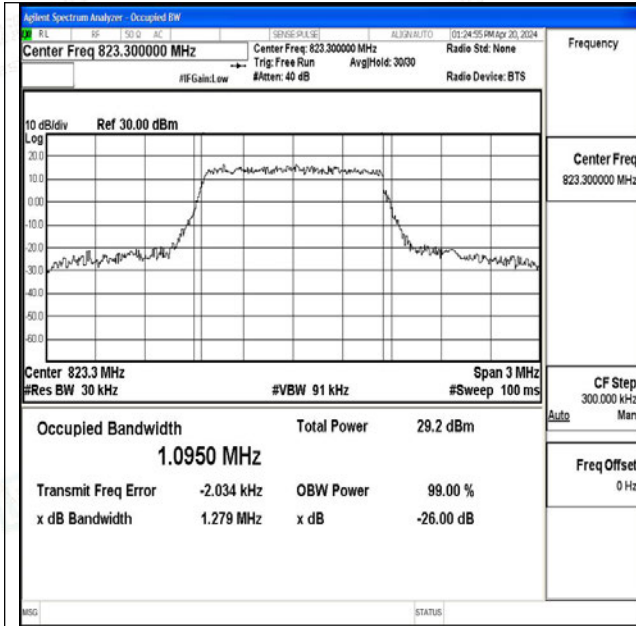 Agilent Spectrum Analyzer - Occupied BW
RL RF 50 Ω AC SENSE:PULSE ALIGN AUTO 01:24:55 PM Apr 20, 2024
Center Freq 823.300000 MHz
Center Freq: 823.300000 MHz
Radio Std: None
Trig: Free Run Avg|Hold: 30/30
#IFGain:Low #Atten: 40 dB Radio Device: BTS
10 dB/div Ref 30.00 dBm
Log
20.0
10.0
0.00
-10.0
-20.0
-30.0
-40.0
-50.0
-60.0
Center 823.3 MHz Span 3 MHz
#Res BW 30 kHz #VBW 91 kHz #Sweep 100 ms
Occupied Bandwidth Total Power 29.2 dBm
1.0950 MHz
Transmit Freq Error -2.034 kHz OBW Power 99.00 %
x dB Bandwidth 1.279 MHz x dB -26.00 dB
MSG STATUS
Frequency
Center Freq
823.300000 MHz
CF Step
300.000 kHz
Auto Man
Freq Offset
0 Hz